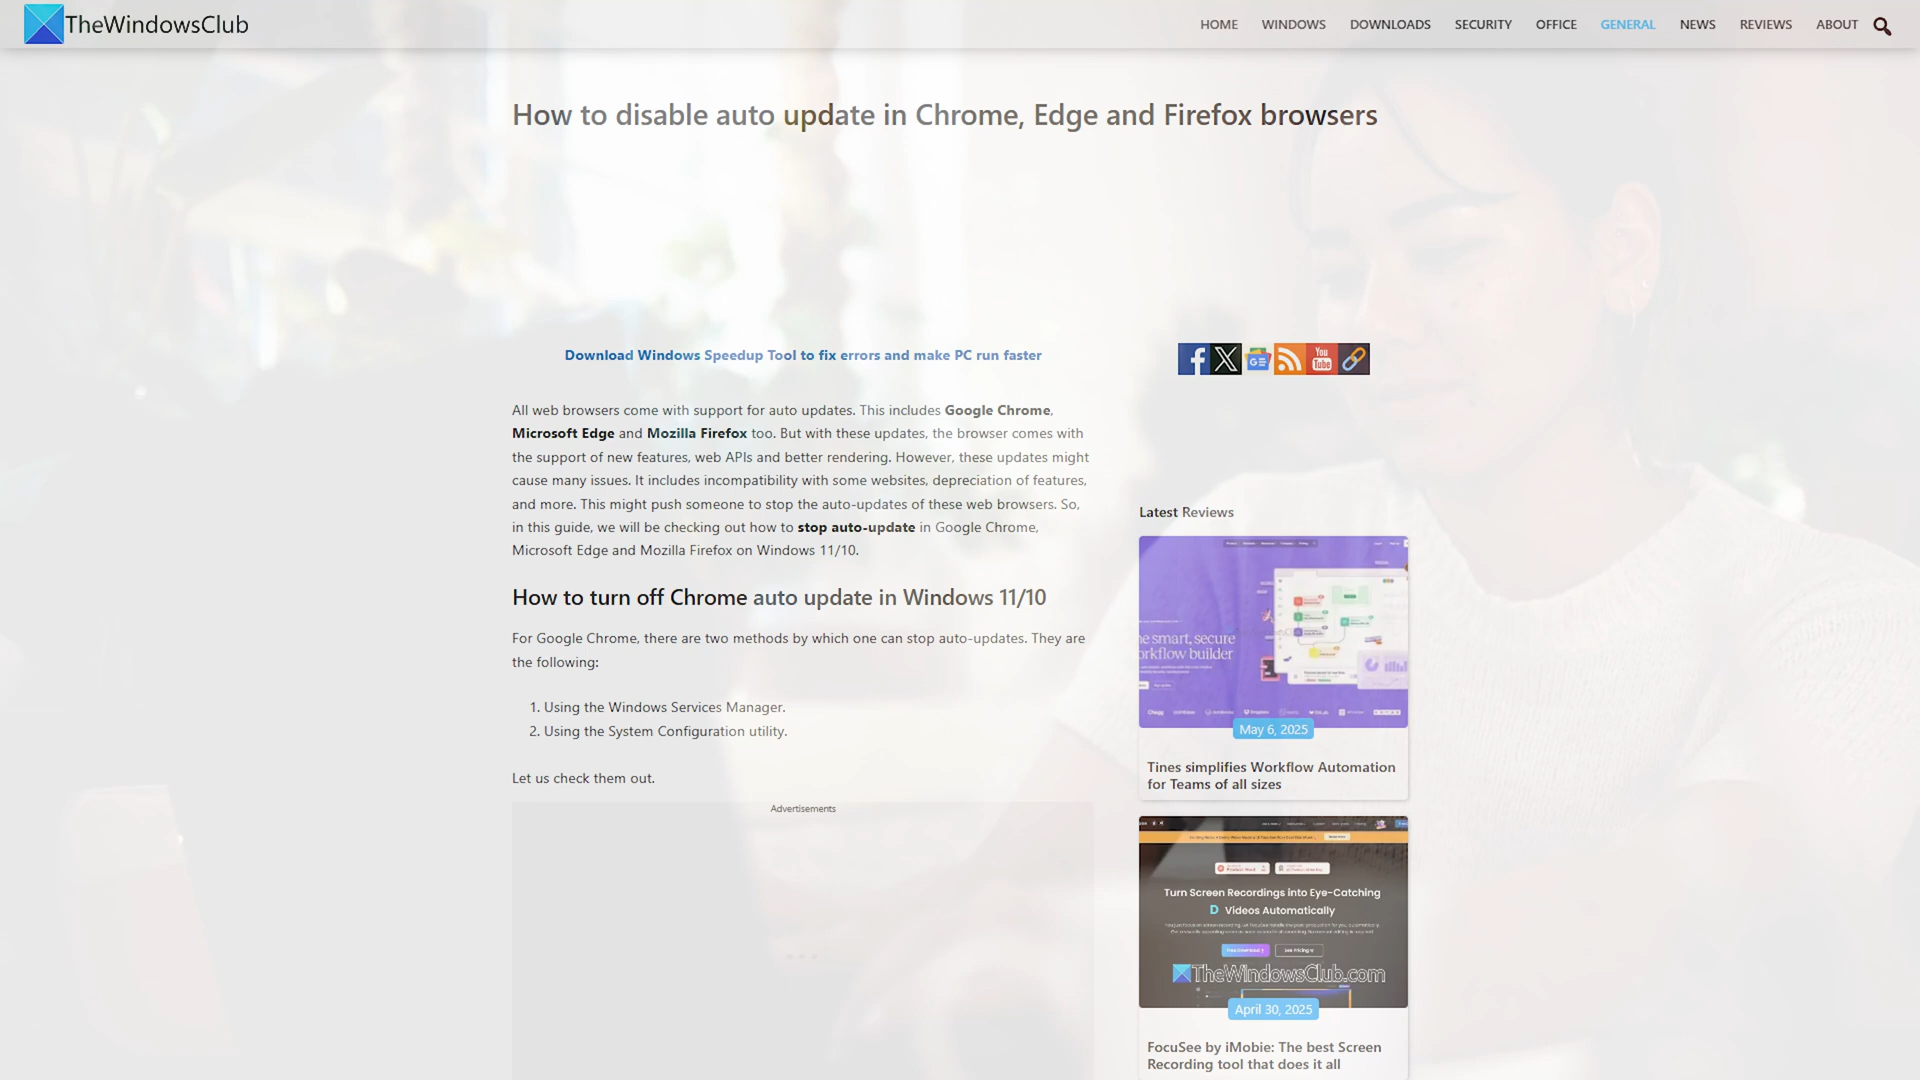 TheWindowsClub
HOME WINDOWS DOWNLOADS SECURITY OFFICE GENERAL NEWS REVIEWS ABOUT
How to disable auto update in Chrome, Edge and Firefox browsers
Download Windows Speedup Tool to fix errors and make PC run faster
All web browsers come with support for auto updates. This includes Google Chrome,
Microsoft Edge and Mozilla Firefox too. But with these updates, the browser comes with
the support of new features, web APIs and better rendering. However, these updates might
cause many issues. It includes incompatibility with some websites, depreciation of features,
and more. This might push someone to stop the auto-updates of these web browsers. So,
in this guide, we will be checking out how to stop auto-update in Google Chrome,
Microsoft Edge and Mozilla Firefox on Windows 11/10.
How to turn off Chrome auto update in Windows 11/10
For Google Chrome, there are two methods by which one can stop auto-updates. They are
the following:
1. Using the Windows Services Manager.
2. Using the System Configuration utility.
Let us check them out.
Advertisements
You
Tube
Latest Reviews
e smart, secure
rkflow builder
May 6, 2025
Tines simplifies Workflow Automation
for Teams of all sizes
Turn Screen Recordings into Eye-Catching
Videos Automatically
TheWindowsClub.com
April 30, 2025
FocuSee by iMobie: The best Screen
Recording tool that does it all